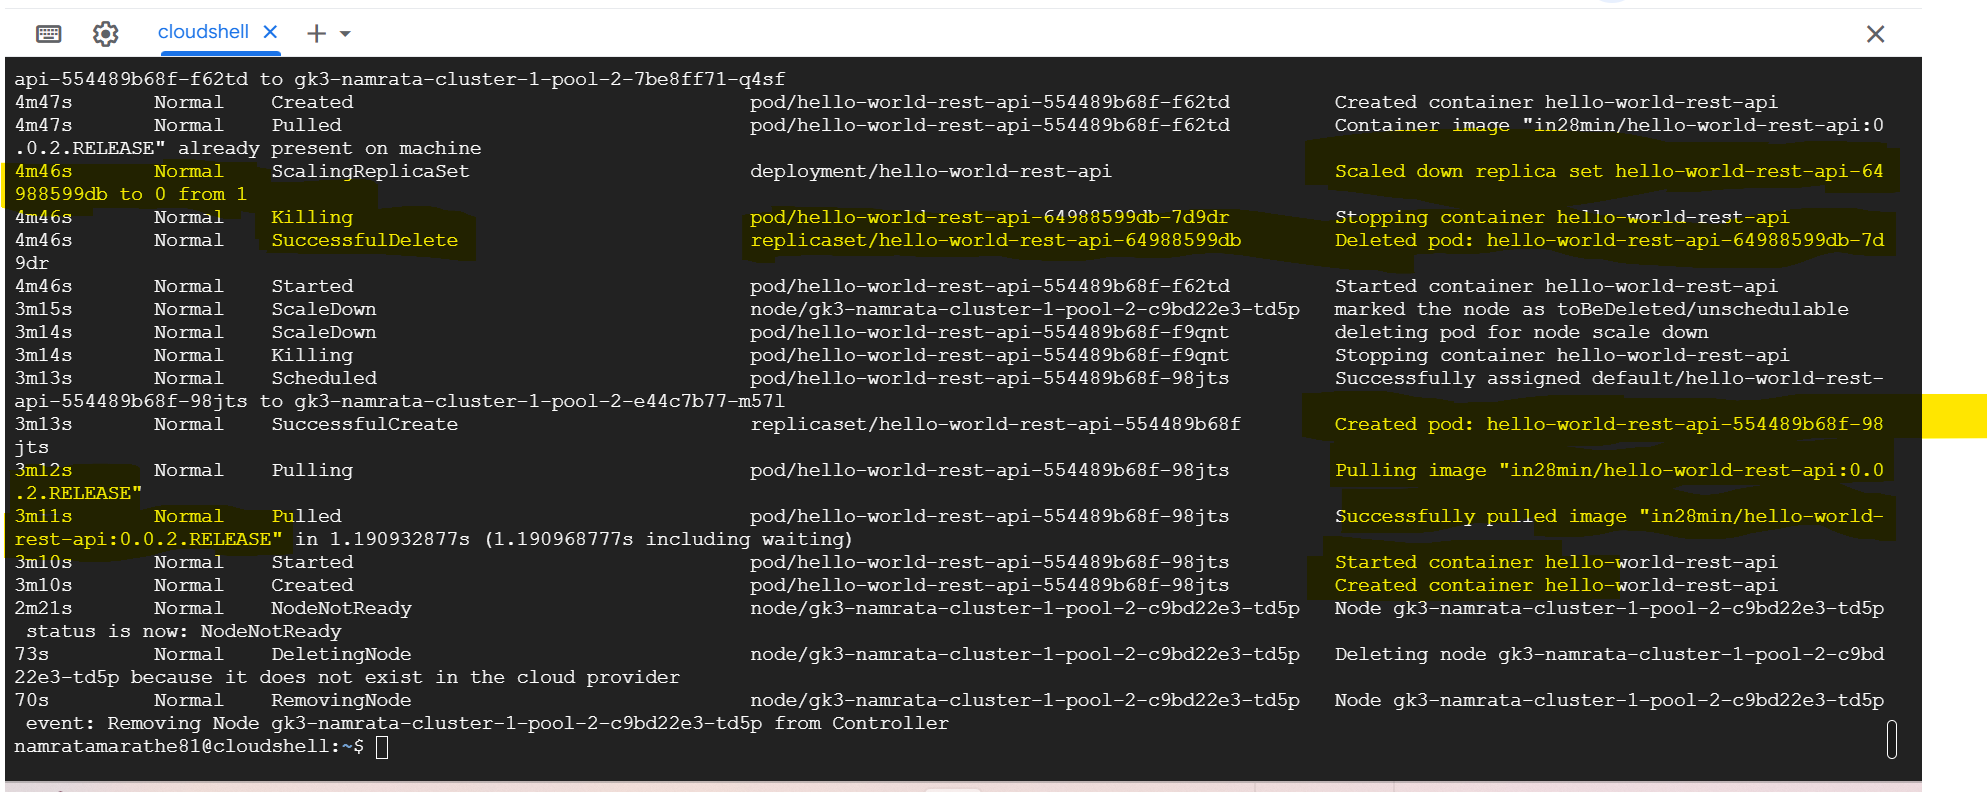 cloudshell
api-554489b68f-f62td to gk3-namrata-cluster-1-pool-2-7be8ff71-q4sf
4m47s Normal Created pod/hello-world-rest-api-554489b68f-f62td Created container hello-world-rest-api
4m47s Normal Pulled pod/hello-world-rest-api-554489b68f-f62td Container image "in28min/hello-world-rest-api:0
.0.2.RELEASE" already present on machine
4m46s Normal ScalingReplicaSet deployment/hello-world-rest-api Scaled down replica set hello-world-rest-api-64
988599db to 0 from 1
4m46s Normal Killing pod/hello-world-rest-api-64988599db-7d9dr Stopping container hello-world-rest-api
4m46s Normal SuccessfulDelete replicaset/hello-world-rest-api-64988599db Deleted pod: hello-world-rest-api-64988599db-7d
9dr
4m46s Normal Started pod/hello-world-rest-api-554489b68f-f62td Started container hello-world-rest-api
3m15s Normal ScaleDown node/gk3-namrata-cluster-1-pool-2-c9bd22e3-td5p marked the node as toBeDeleted/unschedulable
3m14s Normal ScaleDown pod/hello-world-rest-api-554489b68f-f9qnt deleting pod for node scale down
3m14s Normal Killing pod/hello-world-rest-api-554489b68f-f9qnt Stopping container hello-world-rest-api
3m13s Normal Scheduled pod/hello-world-rest-api-554489b68f-98jts Successfully assigned default/hello-world-rest-
api-554489b68f-98jts to gk3-namrata-cluster-1-pool-2-e44c7b77-m57l
3m13s Normal SuccessfulCreate replicaset/hello-world-rest-api-554489b68f Created pod: hello-world-rest-api-554489b68f-98
jts
3m12s Normal Pulling pod/hello-world-rest-api-554489b68f-98jts Pulling image "in28min/hello-world-rest-api:0.0
.2.RELEASE"
3m11s Normal Pulled pod/hello-world-rest-api-554489b68f-98jts Successfully pulled image "in28min/hello-world-
rest-api:0.0.2.RELEASE" in 1.190932877s (1.190968777s including waiting)
3m10s Normal Started pod/hello-world-rest-api-554489b68f-98jts Started container hello-world-rest-api
3m10s Normal Created pod/hello-world-rest-api-554489b68f-98jts Created container hello-world-rest-api
2m21s Normal NodeNotReady node/gk3-namrata-cluster-1-pool-2-c9bd22e3-td5p Node gk3-namrata-cluster-1-pool-2-c9bd22e3-td5p
status is now: NodeNotReady
73s Normal DeletingNode node/gk3-namrata-cluster-1-pool-2-c9bd22e3-td5p Deleting node gk3-namrata-cluster-1-pool-2-c9bd
22e3-td5p because it does not exist in the cloud provider
70s Normal RemovingNode node/gk3-namrata-cluster-1-pool-2-c9bd22e3-td5p Node gk3-namrata-cluster-1-pool-2-c9bd22e3-td5p
event: Removing Node gk3-namrata-cluster-1-pool-2-c9bd22e3-td5p from Controller
namratamarathe81@cloudshell:~$